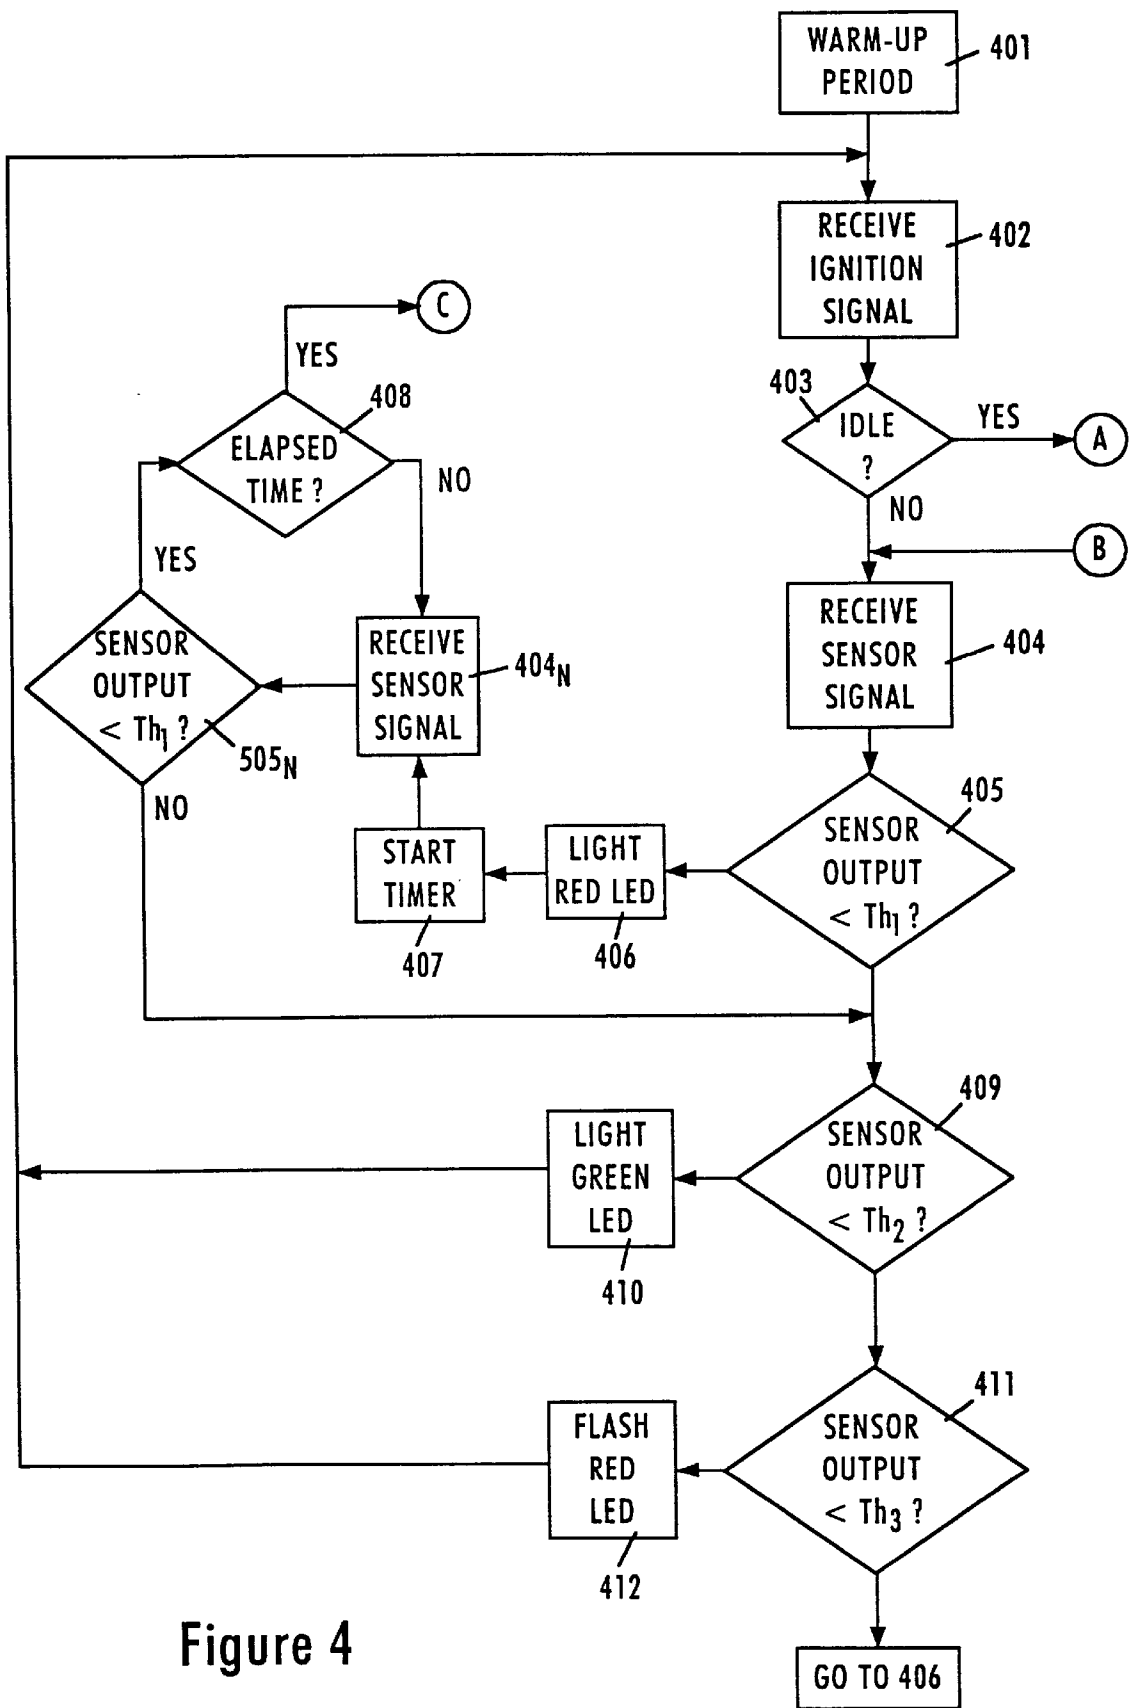 WARM-UP
PERIOD
401
RECEIVE
IGNITION
SIGNAL
402
C
YES
403
IDLE
?
YES
A
408
ELAPSED
TIME ?
NO
NO
B
YES
RECEIVE
SENSOR
SIGNAL
404
SENSOR
OUTPUT
< Th1 ?
505N
RECEIVE
SENSOR
SIGNAL
404N
NO
405
SENSOR
OUTPUT
< Th1 ?
LIGHT
RED LED
406
START
TIMER
407
409
SENSOR
OUTPUT
< Th2 ?
LIGHT
GREEN
LED
410
411
SENSOR
OUTPUT
< Th3 ?
FLASH
RED
LED
412
GO TO 406
Figure 4